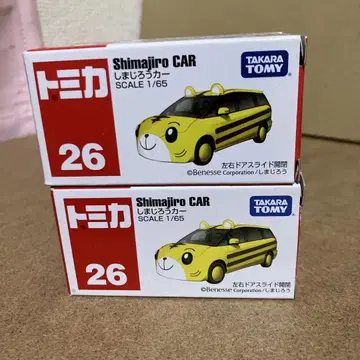 トミカ
26
Shimajiro CAR
しまじろうカー
SCALE 1/65
TAKARA
TOMY
左右ドアスライド開閉
©Benesse Corporation/しまじろう
トミカ
26
Shimajiro CAR
しまじろうカー
SCALE 1/65
TAKARA
TOMY
左右ドアスライド開閉
©Benesse Corporation/しまじろう